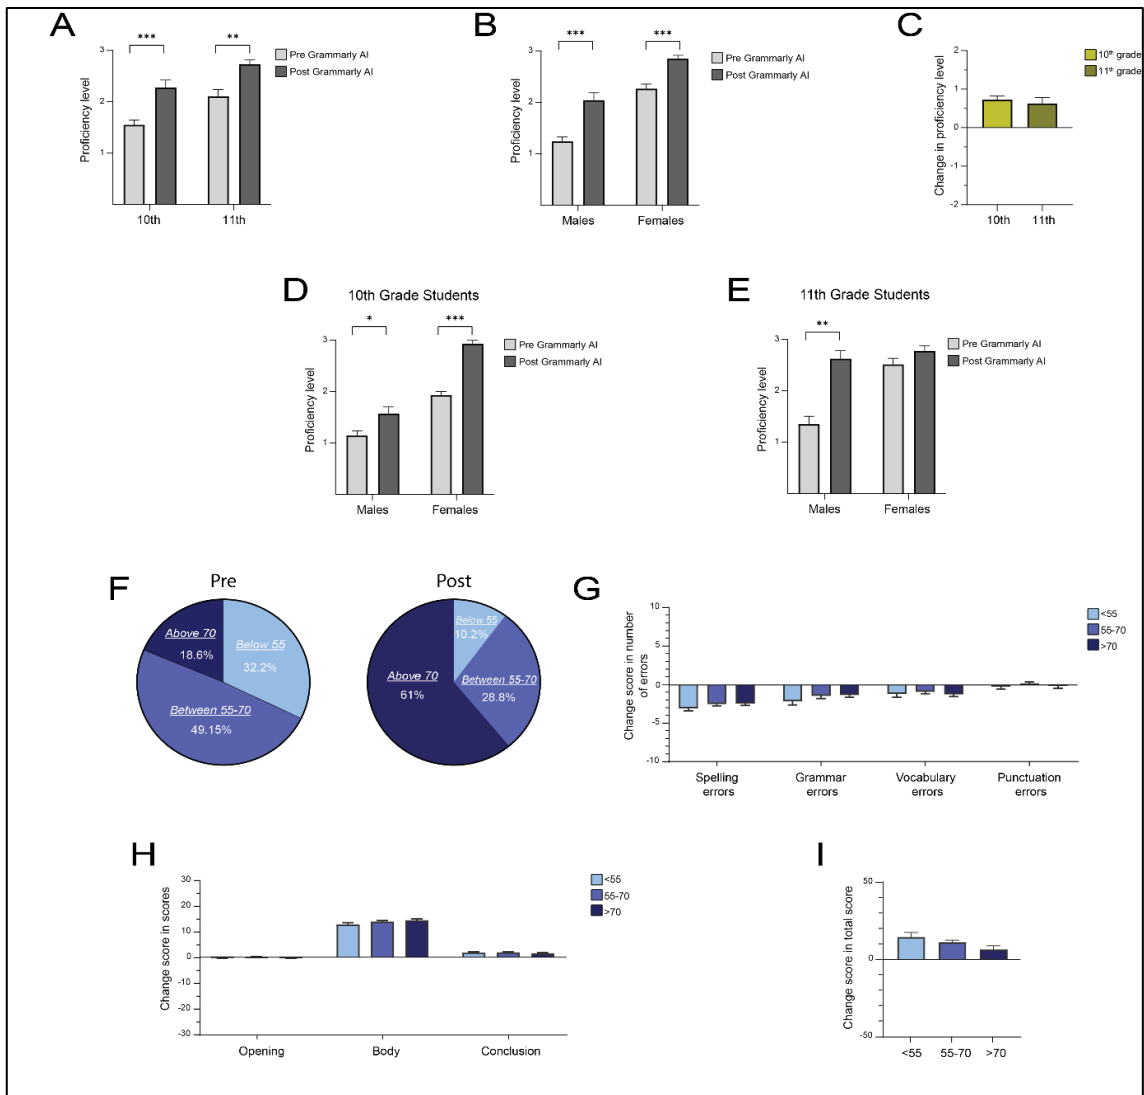 A
***
**
3
2
1
Proficiency level
10th
11th
Pre Grammarly AI
Post Grammarly AI
B
***
***
3
2
1
Proficiency level
Males
Females
Pre Grammarly AI
Post Grammarly AI
C
2
1
0
-1
-2
Change in proficiency level
10th
11th
10th grade
11th grade
D
10th Grade Students
*
***
3
2
1
Proficiency level
Males
Females
Pre Grammarly AI
Post Grammarly AI
E
11th Grade Students
**
3
2
1
Proficiency level
Males
Females
Pre Grammarly AI
Post Grammarly AI
F
Pre
Above 70
18.6%
Below 55
32.2%
Between 55-70
49.15%
Post
Below 55
10.2%
Above 70
61%
Between 55-70
28.8%
G
10
5
0
-5
-10
Change score in number
of errors
Spelling
errors
Grammar
errors
Vocabulary
errors
Punctuation
errors
<55
55-70
>70
H
30
20
10
0
-10
-20
-30
Change score in scores
Opening
Body
Conclusion
<55
55-70
>70
I
50
0
-50
Change score in total score
<55
55-70
>70